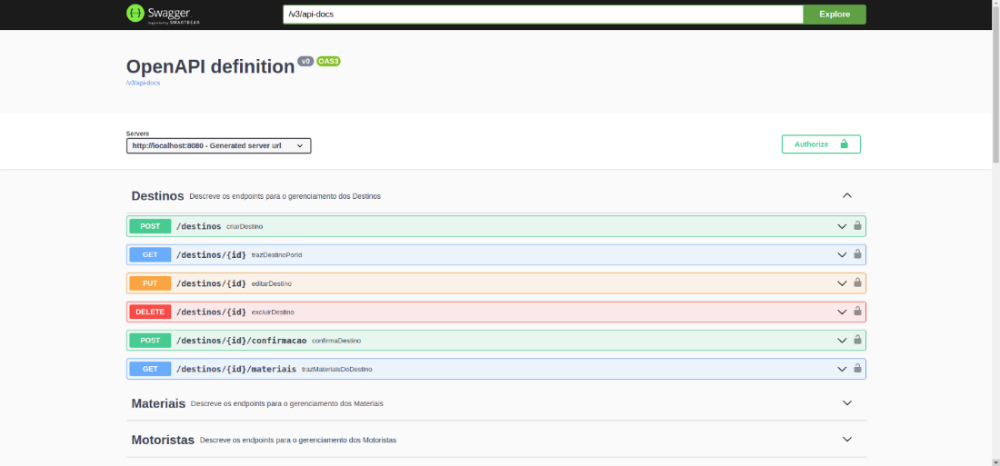 Swagger
Supported by SMARTBEAR
/v3/api-docs
Explore
OpenAPI definition v0 OAS3
/v3/api-docs
Servers
http://localhost:8080 - Generated server url
Authorize
Destinos Descreve os endpoints para o gerenciamento dos Destinos
POST /destinos criarDestino
GET /destinos/{id} trazDestinoPorId
PUT /destinos/{id} editarDestino
DELETE /destinos/{id} excluirDestino
POST /destinos/{id}/confirmacao confirmaDestino
GET /destinos/{id}/materiais trazMateriaisDoDestino
Materiais Descreve os endpoints para o gerenciamento dos Materiais
Motoristas Descreve os endpoints para o gerenciamento dos Motoristas